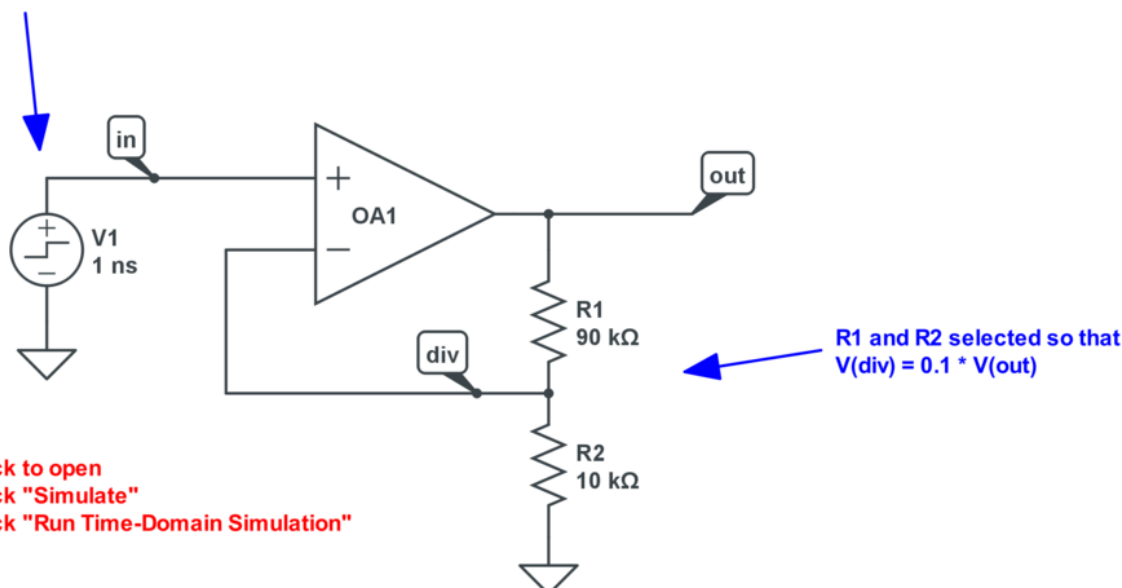 in
+
OA1
−
out
+
−
V1
1 ns
R1
90 kΩ
div
R1 and R2 selected so that
V(div) = 0.1 * V(out)
R2
10 kΩ
ck to open
ck "Simulate"
ck "Run Time-Domain Simulation"